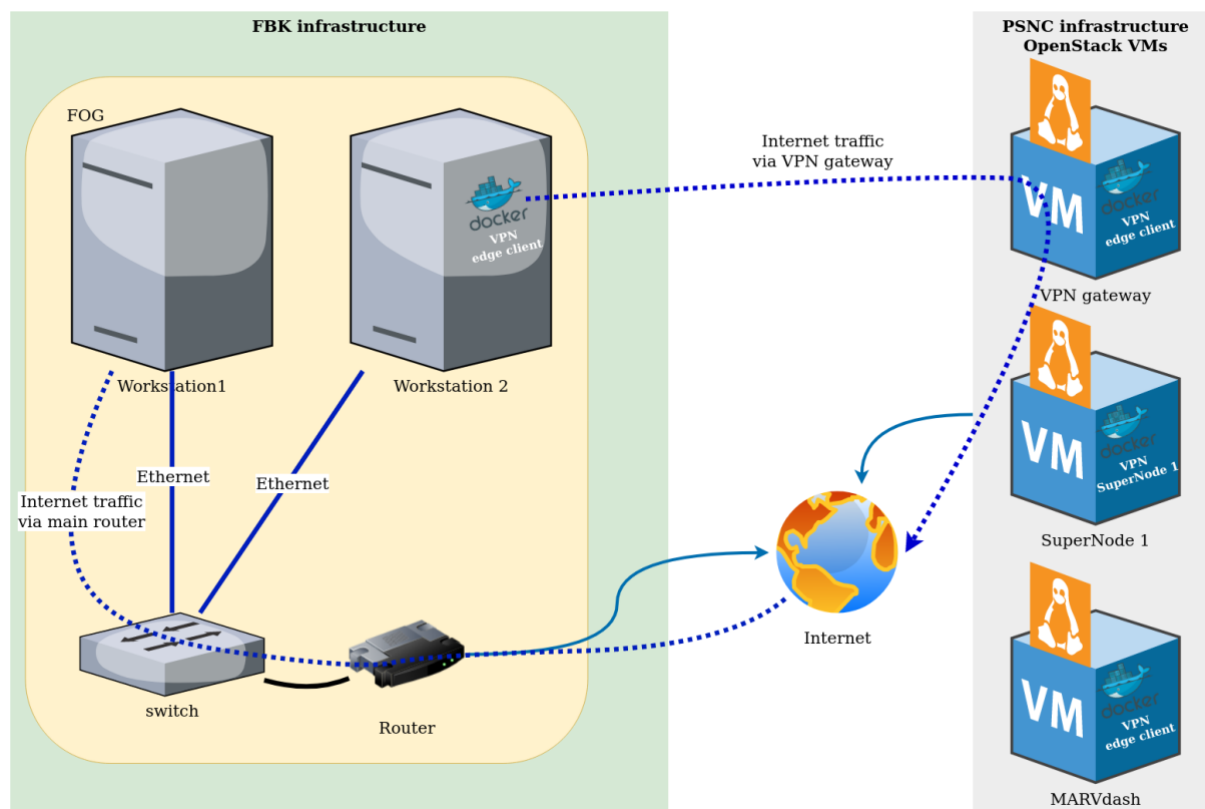 FBK infrastructure
PSNC infrastructure
OpenStack VMs
FOG
Internet traffic
via VPN gateway
docker
VPN
edge client
VM
docker
VPN
edge client
VPN gateway
Workstation1
Workstation 2
VM
docker
VPN
SuperNode 1
SuperNode 1
Ethernet
Ethernet
Internet traffic
via main router
Internet
switch
Router
VM
docker
VPN
edge client
MARVdash